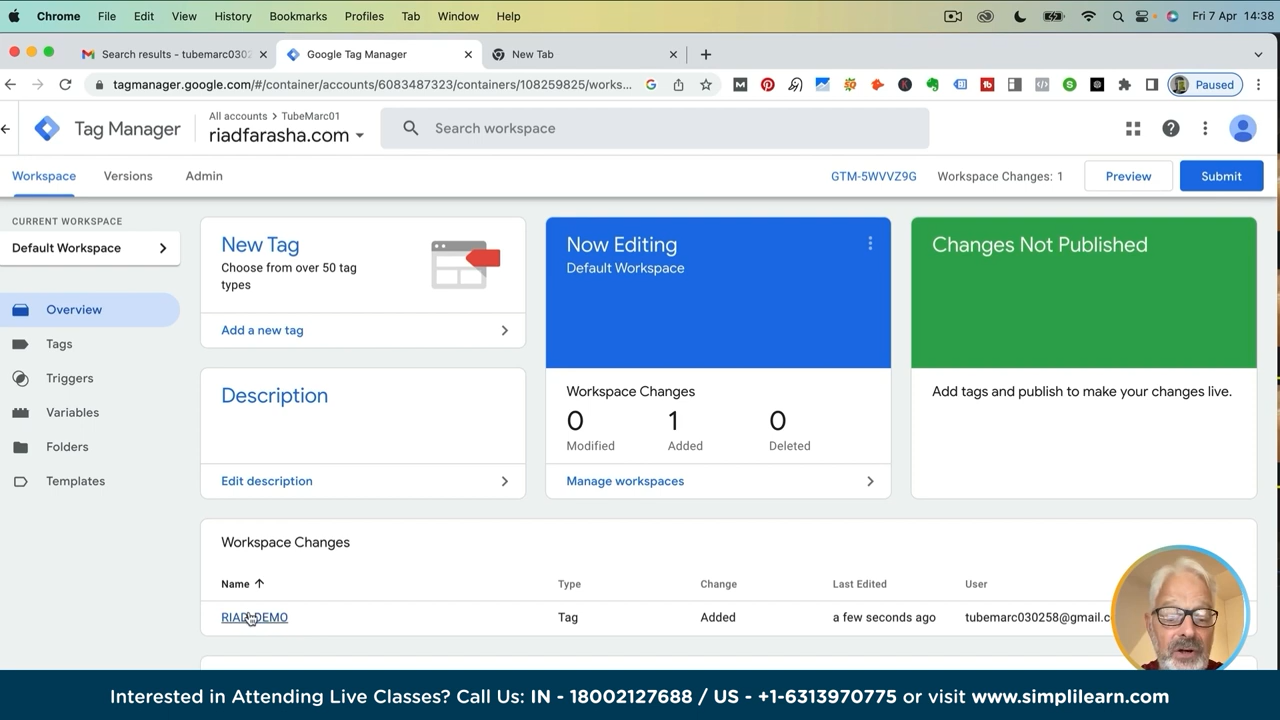 Chrome File Edit View History Bookmarks Profiles Tab Window Help Fri 7 Apr 14:38
Search results - tubemarc030 Google Tag Manager New Tab
tagmanager.google.com/#/container/accounts/6083487323/containers/108259825/works... Paused
All accounts > TubeMarc01
Tag Manager riadfarasha.com Search workspace
Workspace Versions Admin GTM-5WVVZ9G Workspace Changes: 1 Preview Submit
CURRENT WORKSPACE
Default Workspace
Overview
Tags
Triggers
Variables
Folders
Templates
New Tag
Choose from over 50 tag
types
Add a new tag
Description
Edit description
Now Editing
Default Workspace
Workspace Changes
0 1 0
Modified Added Deleted
Manage workspaces
Changes Not Published
Add tags and publish to make your changes live.
Workspace Changes
Name Type Change Last Edited User
RIAD DEMO Tag Added a few seconds ago tubemarc030258@gmail.c
Interested in Attending Live Classes? Call Us: IN - 18002127688 / US - +1-6313970775 or visit www.simplilearn.com